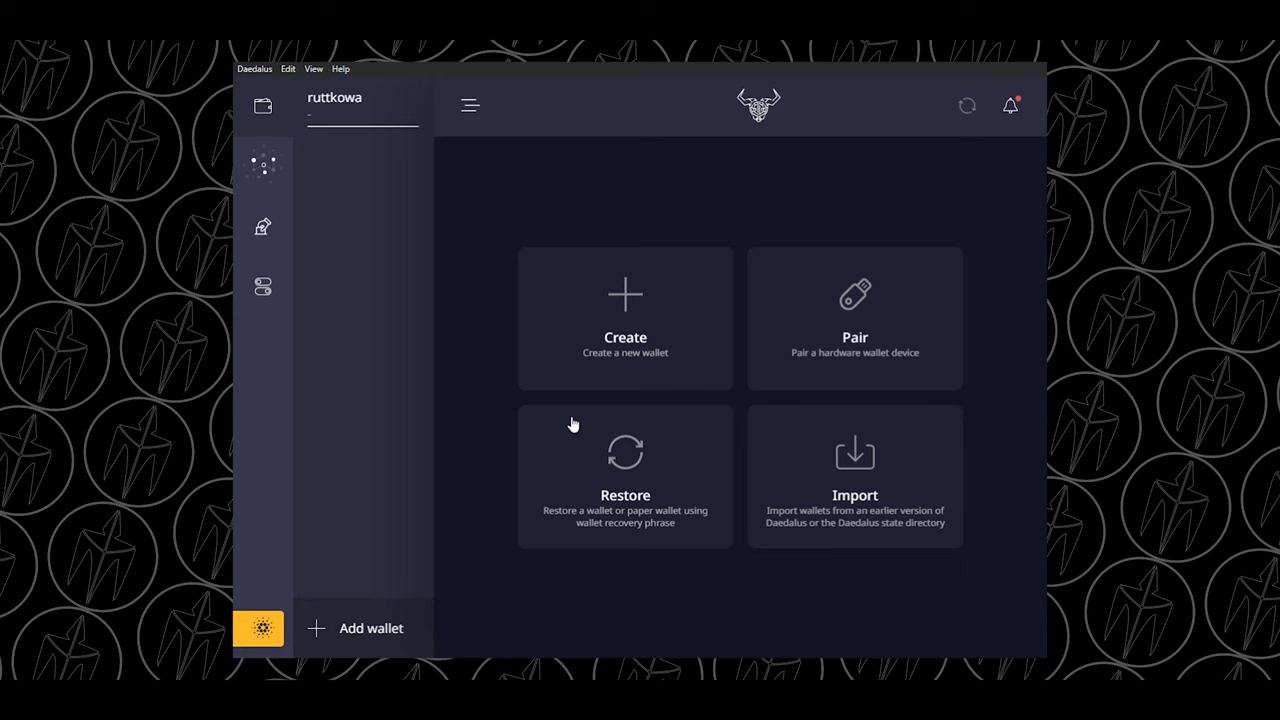 Daedalus Edit View Help
ruttkowa
-
Create
Create a new wallet
Pair
Pair a hardware wallet device
Restore
Restore a wallet or paper wallet using
wallet recovery phrase
Import
Import wallets from an earlier version of
Daedalus or the Daedalus state directory
Add wallet